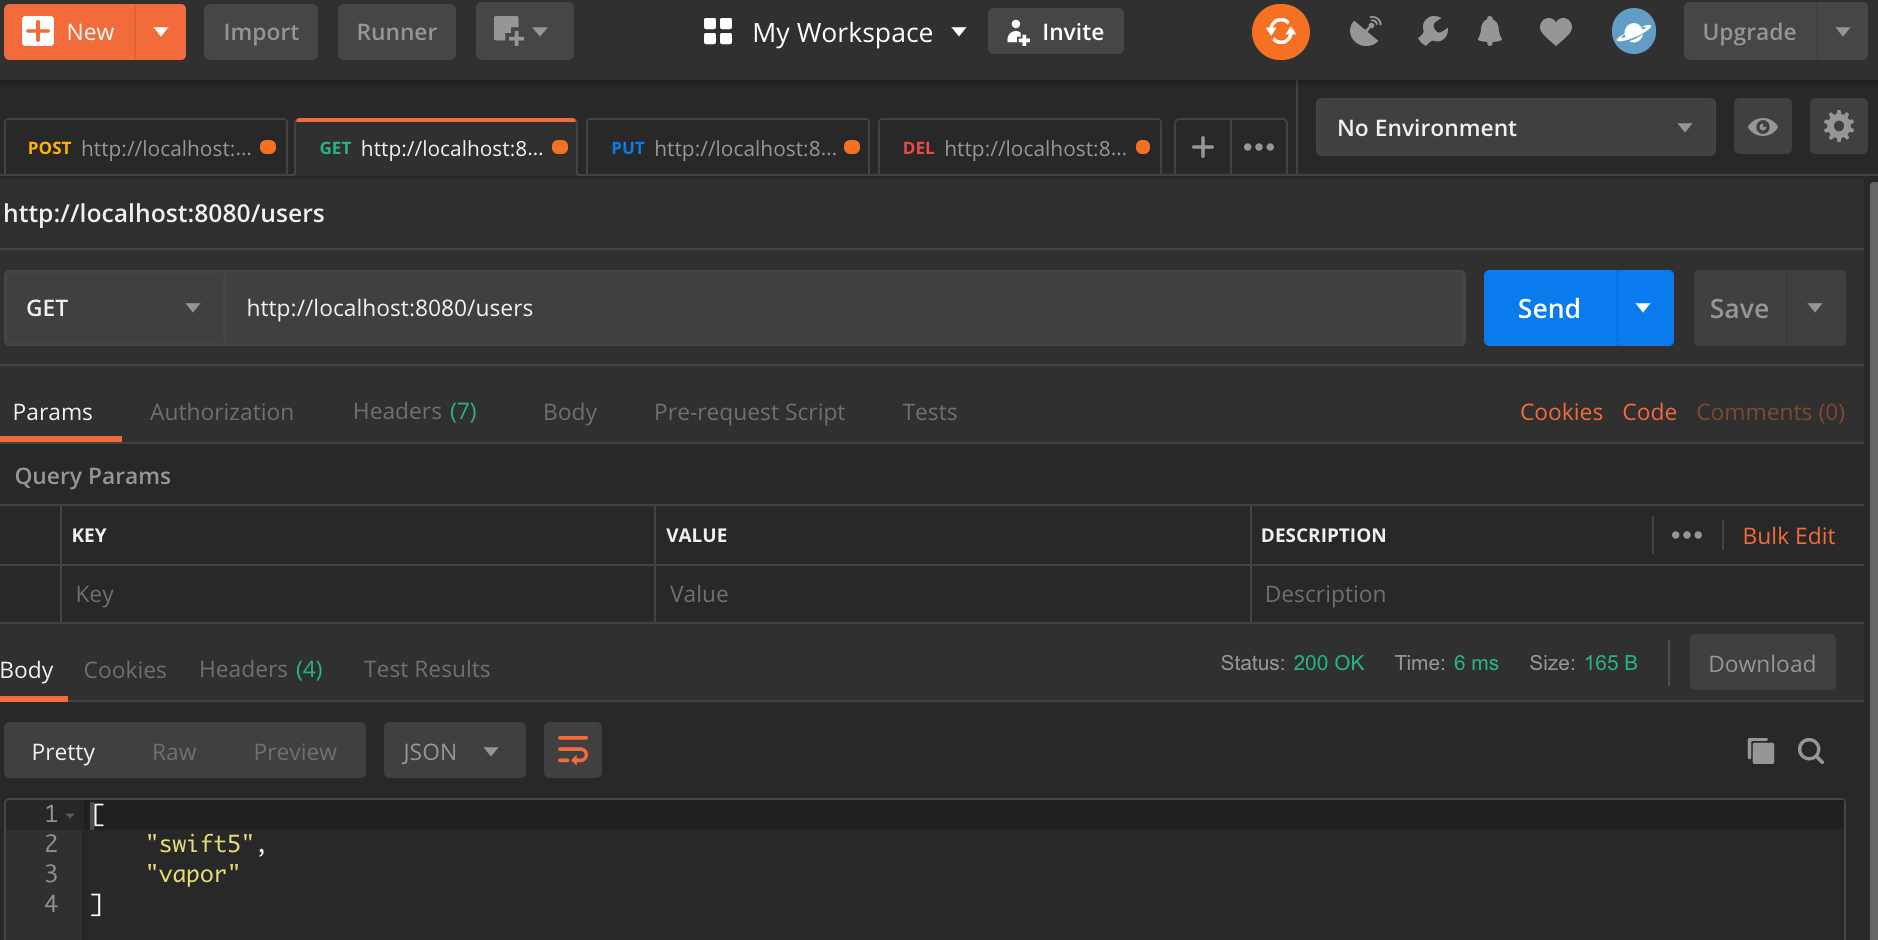 New Import Runner My Workspace Invite Upgrade
POST http://localhost:... GET http://localhost:8... PUT http://localhost:8... DEL http://localhost:8... No Environment
http://localhost:8080/users
GET http://localhost:8080/users Send Save
Params Authorization Headers (7) Body Pre-request Script Tests Cookies Code Comments (0)
Query Params
KEY VALUE DESCRIPTION Bulk Edit
Key Value Description
Body Cookies Headers (4) Test Results Status: 200 OK Time: 6 ms Size: 165 B Download
Pretty Raw Preview JSON
1 [
2 "swift5",
3 "vapor"
4 ]